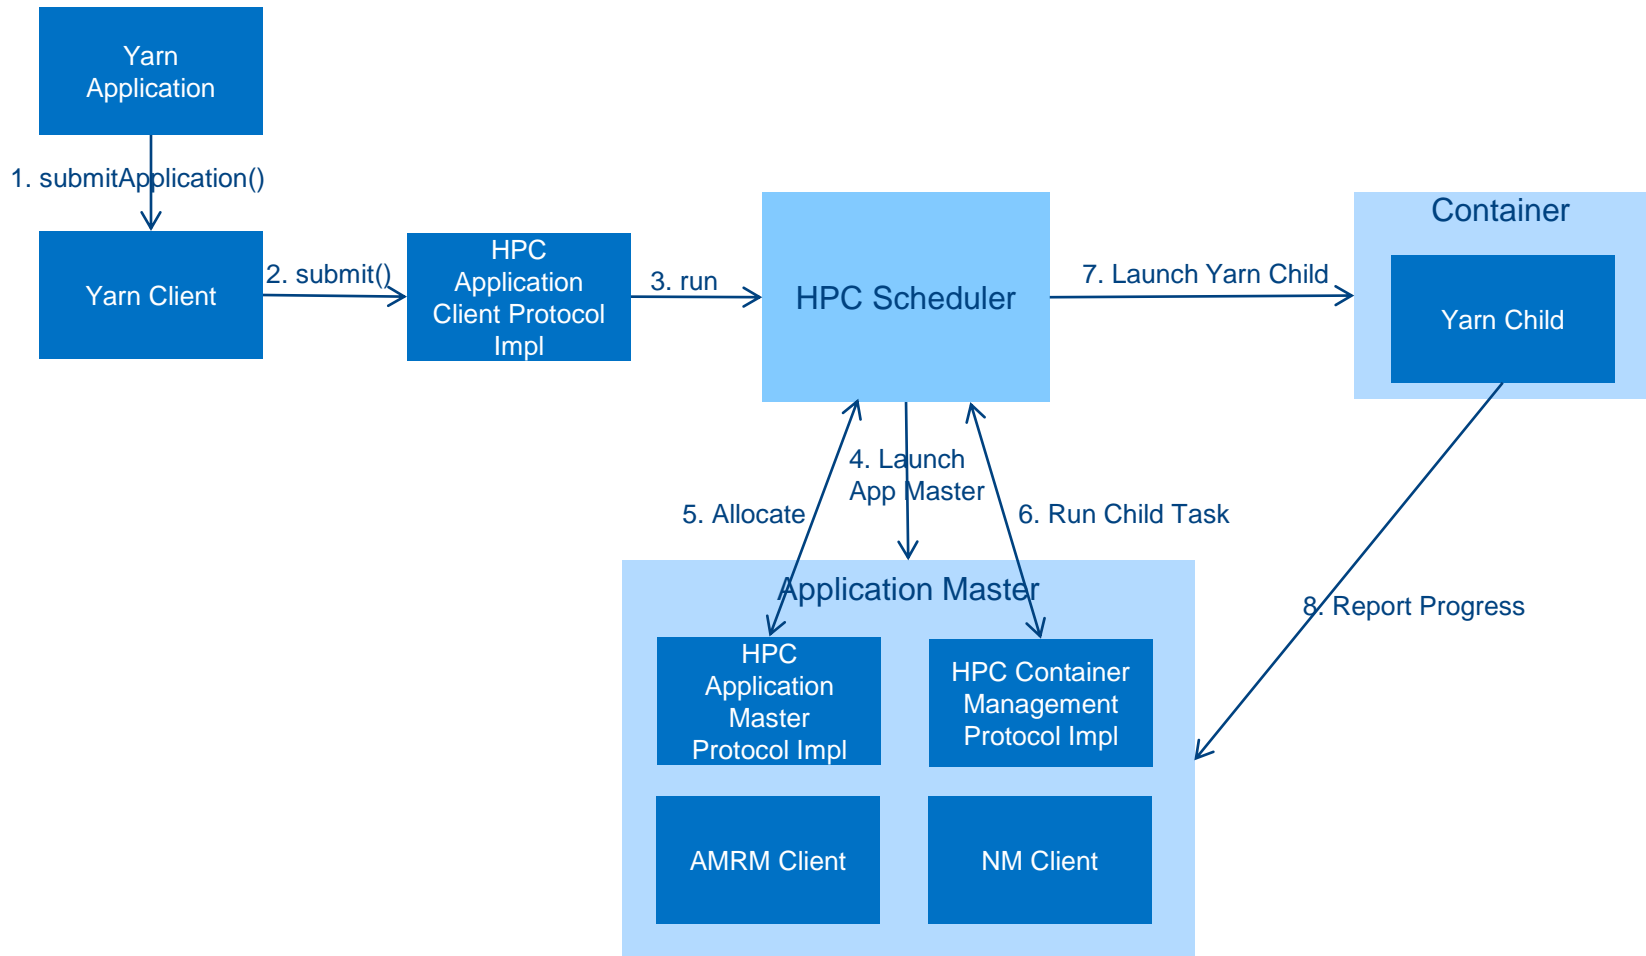 Yarn
Application
1. submitApplication()
Yarn Client
2. submit()
HPC
Application
Client Protocol
Impl
3. run
HPC Scheduler
7. Launch Yarn Child
Container
Yarn Child
4. Launch
App Master
5. Allocate
6. Run Child Task
8. Report Progress
Application Master
HPC
Application
Master
Protocol Impl
HPC Container
Management
Protocol Impl
AMRM Client
NM Client